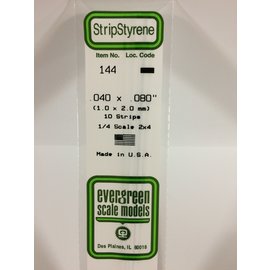 StripStyrene
Item No. Loc. Code
144
.040 x .080"
(1.0 x 2.0 mm)
10 Strips
1/4 Scale 2x4
Made in U.S.A.
evergreen
scale models
Des Plaines, IL 60018